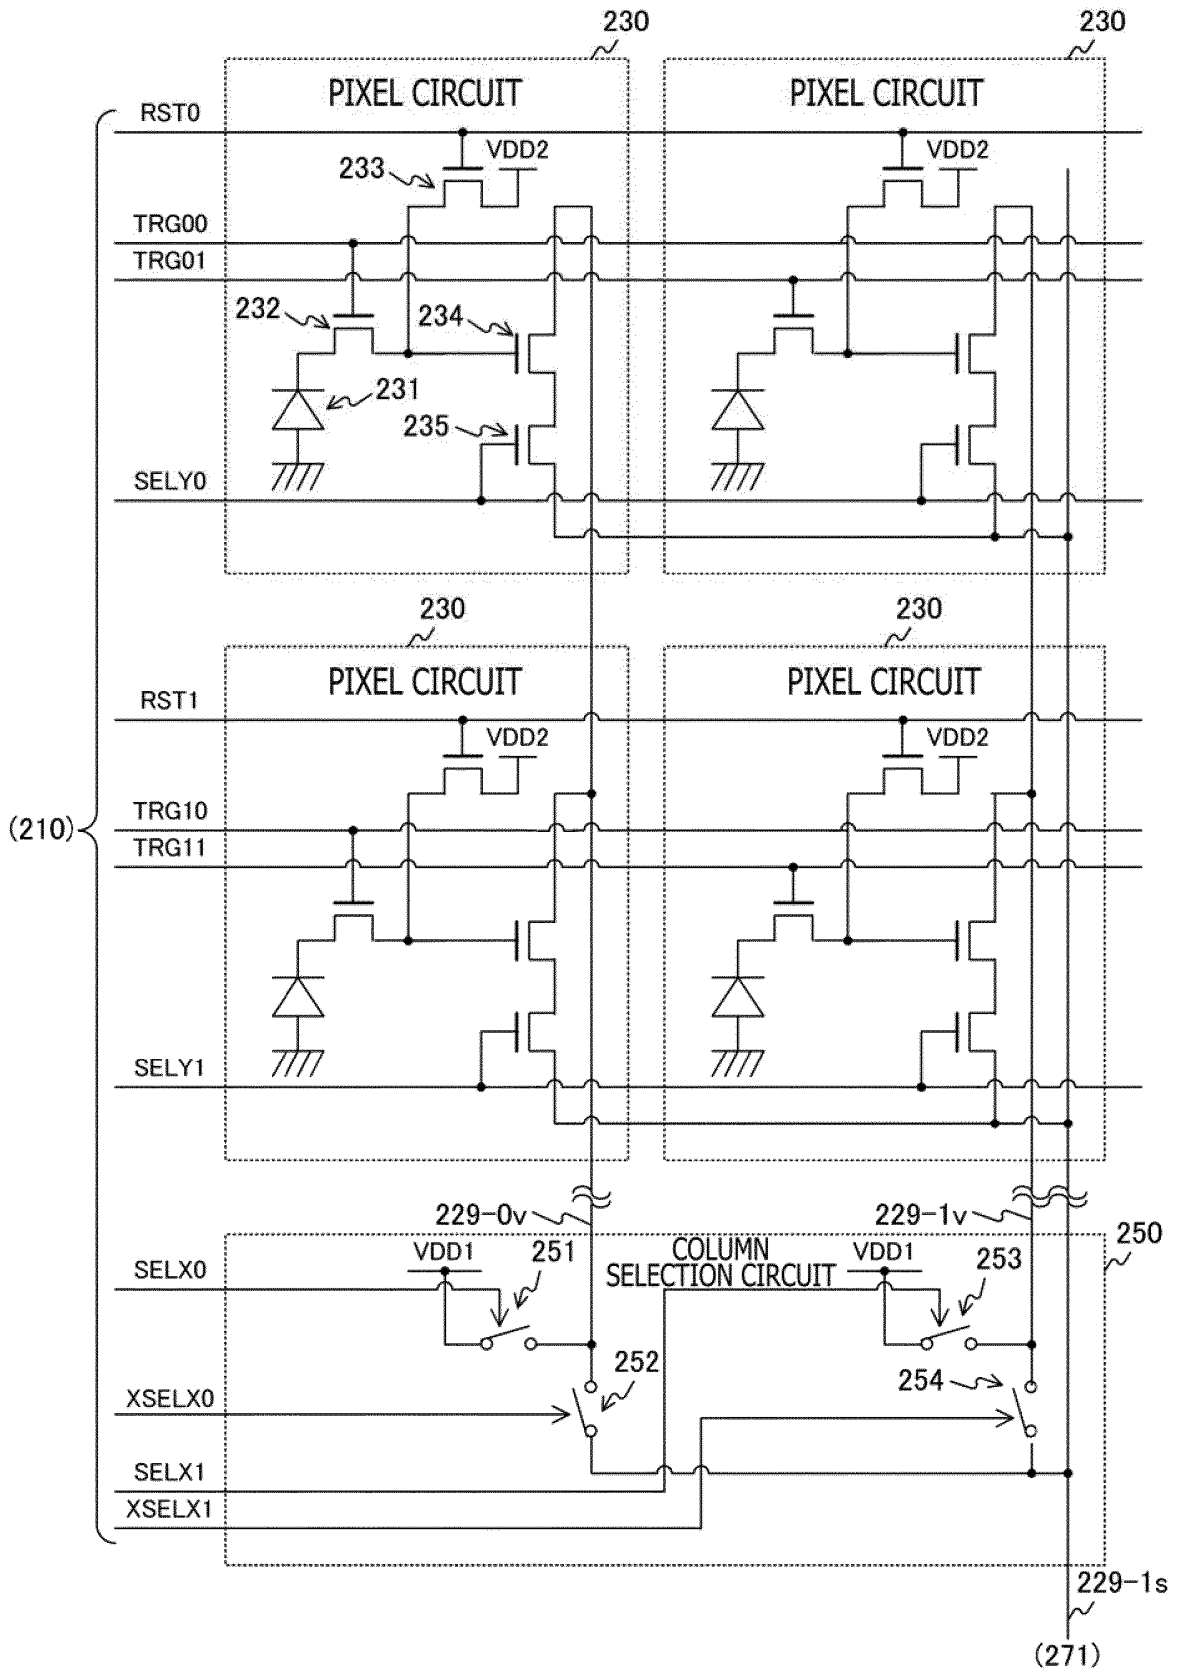 230
230
PIXEL CIRCUIT
PIXEL CIRCUIT
RST0
233
VDD2
VDD2
TRG00
TRG01
232
234
231
235
SELY0
230
230
PIXEL CIRCUIT
PIXEL CIRCUIT
RST1
VDD2
VDD2
(210)
TRG10
TRG11
SELY1
229-0v
229-1v
250
SELX0
VDD1
251
COLUMN
SELECTION CIRCUIT
VDD1
253
252
254
XSELX0
SELX1
XSELX1
229-1s
(271)